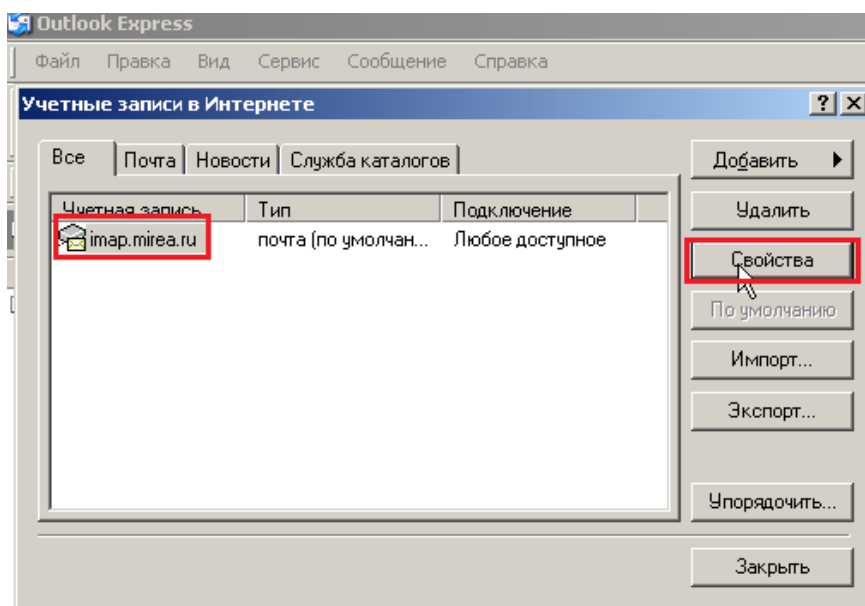 Outlook Express
Файл Правка Вид Сервис Сообщение Справка
Учетные записи в Интернете
Все Почта Новости Служба каталогов
Учетная запись Тип Подключение
imap.mirea.ru почта (по умолчан... Любое доступное
Добавить
Удалить
Свойства
По умолчанию
Импорт...
Экспорт...
Упорядочить...
Закрыть